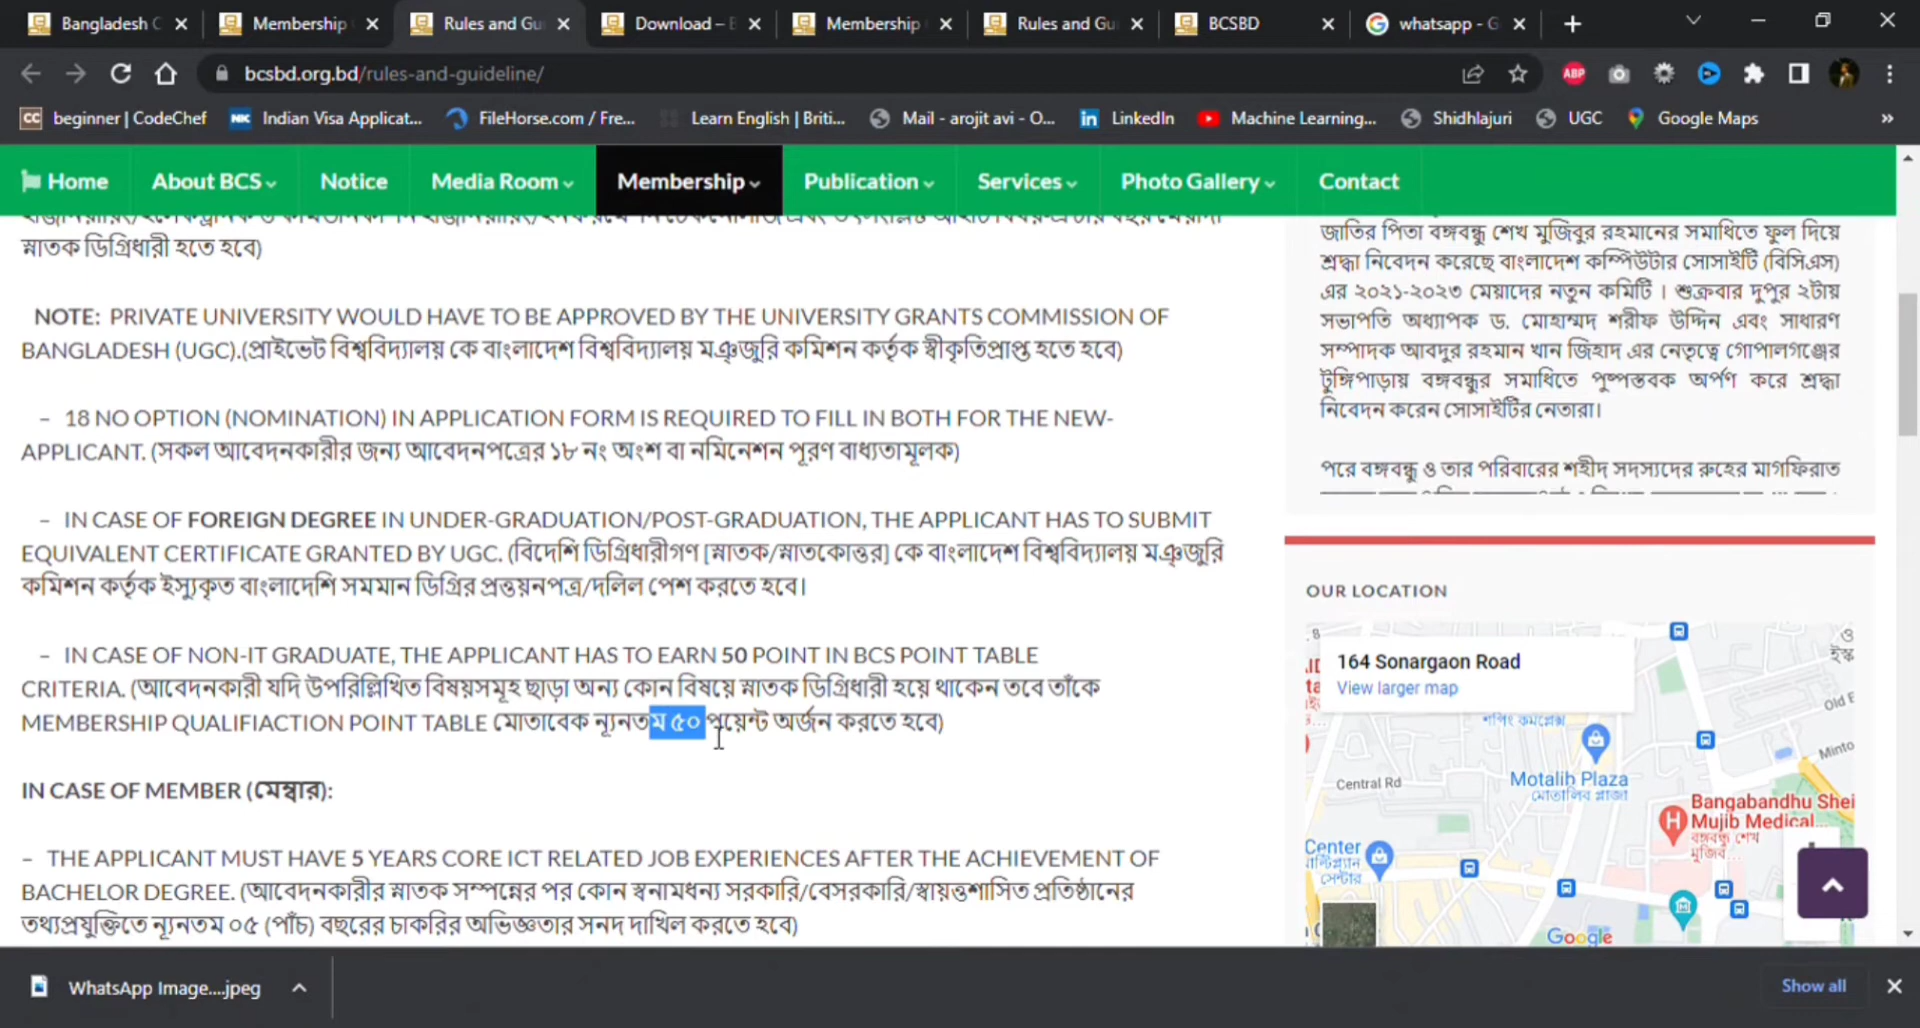 Bangladesh C
Membership
Rules and Gu
Download – B
Membership
Rules and Gu
BCSBD
whatsapp - G
bcsbd.org.bd/rules-and-guideline/
ABP
CC beginner | CodeChef
NK Indian Visa Applicat...
FileHorse.com / Fre...
Learn English | Briti...
Mail - arojit avi - O...
in LinkedIn
Machine Learning...
Shidhlajuri
UGC
Google Maps
»
Home
About BCS
Notice
Media Room
Membership
Publication
Services
Photo Gallery
Contact
স্নাতক ডিগ্রিধারী হতে হবে)
NOTE: PRIVATE UNIVERSITY WOULD HAVE TO BE APPROVED BY THE UNIVERSITY GRANTS COMMISSION OF
BANGLADESH (UGC).(প্রাইভেট বিশ্ববিদ্যালয় কে বাংলাদেশ বিশ্ববিদ্যালয় মঞ্জুরি কমিশন কর্তৃক স্বীকৃতিপ্রাপ্ত হতে হবে)
– 18 NO OPTION (NOMINATION) IN APPLICATION FORM IS REQUIRED TO FILL IN BOTH FOR THE NEW-
APPLICANT. (সকল আবেদনকারীর জন্য আবেদনপত্রের ১৮ নং অংশ বা নমিনেশন পূরণ বাধ্যতামূলক)
– IN CASE OF FOREIGN DEGREE IN UNDER-GRADUATION/POST-GRADUATION, THE APPLICANT HAS TO SUBMIT
EQUIVALENT CERTIFICATE GRANTED BY UGC. (বিদেশি ডিগ্রিধারীগণ [স্নাতক/স্নাতকোত্তর] কে বাংলাদেশ বিশ্ববিদ্যালয় মঞ্জুরি
কমিশন কর্তৃক ইস্যুকৃত বাংলাদেশি সমমান ডিগ্রির প্রত্তয়নপত্র/দলিল পেশ করতে হবে।
– IN CASE OF NON-IT GRADUATE, THE APPLICANT HAS TO EARN 50 POINT IN BCS POINT TABLE
CRITERIA. (আবেদনকারী যদি উপরিল্লিখিত বিষয়সমূহ ছাড়া অন্য কোন বিষয়ে স্নাতক ডিগ্রিধারী হয়ে থাকেন তবে তাঁকে
MEMBERSHIP QUALIFIACTION POINT TABLE মোতাবেক ন্যূনতম ৫০ পয়েন্ট অর্জন করতে হবে)
IN CASE OF MEMBER (মেম্বার):
– THE APPLICANT MUST HAVE 5 YEARS CORE ICT RELATED JOB EXPERIENCES AFTER THE ACHIEVEMENT OF
BACHELOR DEGREE. (আবেদনকারীর স্নাতক সম্পন্নের পর কোন স্বনামধন্য সরকারি/বেসরকারি/স্বায়ত্তশাসিত প্রতিষ্ঠানের
তথ্যপ্রযুক্তিতে ন্যূনতম ০৫ (পাঁচ) বছরের চাকরির অভিজ্ঞতার সনদ দাখিল করতে হবে)
জাতির পিতা বঙ্গবন্ধু শেখ মুজিবুর রহমানের সমাধিতে ফুল দিয়ে
শ্রদ্ধা নিবেদন করেছে বাংলাদেশ কম্পিউটার সোসাইটি (বিসিএস)
এর ২০২১-২০২৩ মেয়াদের নতুন কমিটি । শুক্রবার দুপুর ২টায়
সভাপতি অধ্যাপক ড. মোহাম্মদ শরীফ উদ্দিন এবং সাধারণ
সম্পাদক আবদুর রহমান খান জিহাদ এর নেতৃত্বে গোপালগঞ্জের
টুঙ্গিপাড়ায় বঙ্গবন্ধুর সমাধিতে পুষ্পস্তবক অর্পণ করে শ্রদ্ধা
নিবেদন করেন সোসাইটির নেতারা।
পরে বঙ্গবন্ধু ও তার পরিবারের শহীদ সদস্যদের রুহের মাগফিরাত
OUR LOCATION
164 Sonargaon Road
View larger map
শপিং কমপ্লেক্স
Old E
Minto
Central Rd
Motalib Plaza
মোতালিব প্লাজা
Bangabandhu Shei
Mujib Medical...
বঙ্গবন্ধু শেখ
মুজিব...
Center
সেন্টার
Google
WhatsApp Image....jpeg
Show all